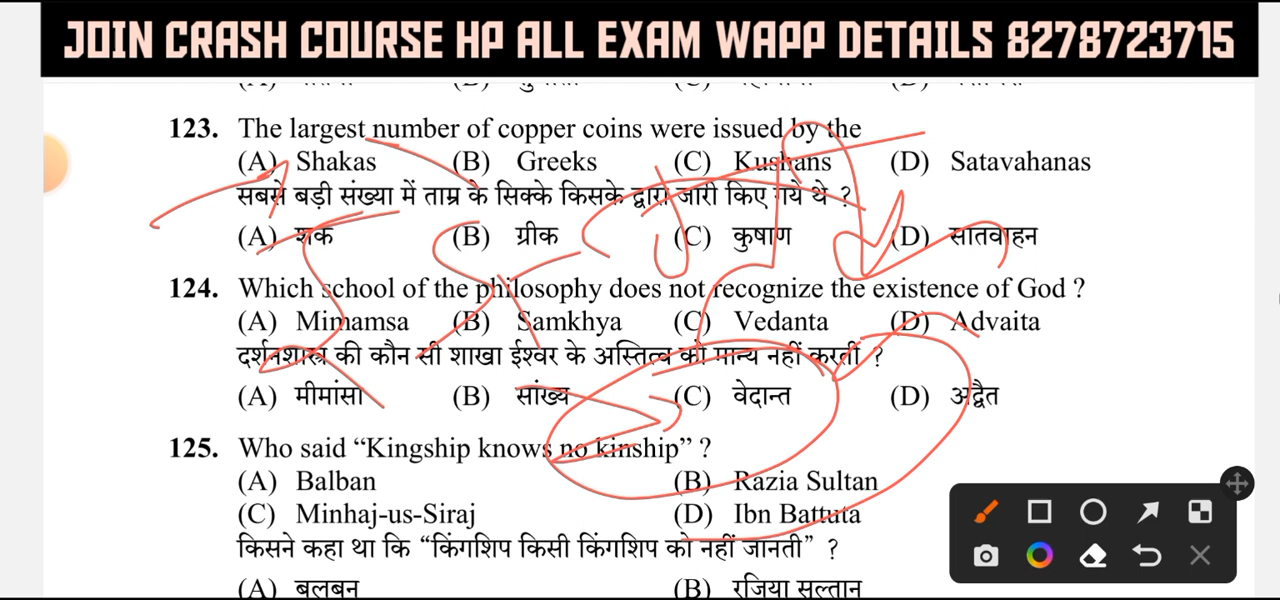 JOIN CRASH COURSE HP ALL EXAM WAPP DETAILS 8278723715
123. The largest number of copper coins were issued by the
(A) Shakas (B) Greeks (C) Kushans (D) Satavahanas
सबसे बड़ी संख्या में ताम्र के सिक्के किसके द्वारा जारी किए गये थे ?
(A) शक (B) ग्रीक (C) कुषाण (D) सातवाहन
124. Which school of the philosophy does not recognize the existence of God ?
(A) Mimamsa (B) Samkhya (C) Vedanta (D) Advaita
दर्शनशास्त्र की कौन सी शाखा ईश्वर के अस्तित्व को मान्य नहीं करती ?
(A) मीमांसा (B) सांख्य (C) वेदान्त (D) अद्वैत
125. Who said “Kingship knows no kinship” ?
(A) Balban (B) Razia Sultan
(C) Minhaj-us-Siraj (D) Ibn Battuta
किसने कहा था कि “किंगशिप किसी किंगशिप को नहीं जानती” ?
(A) बलबन (B) रजिया सुल्तान